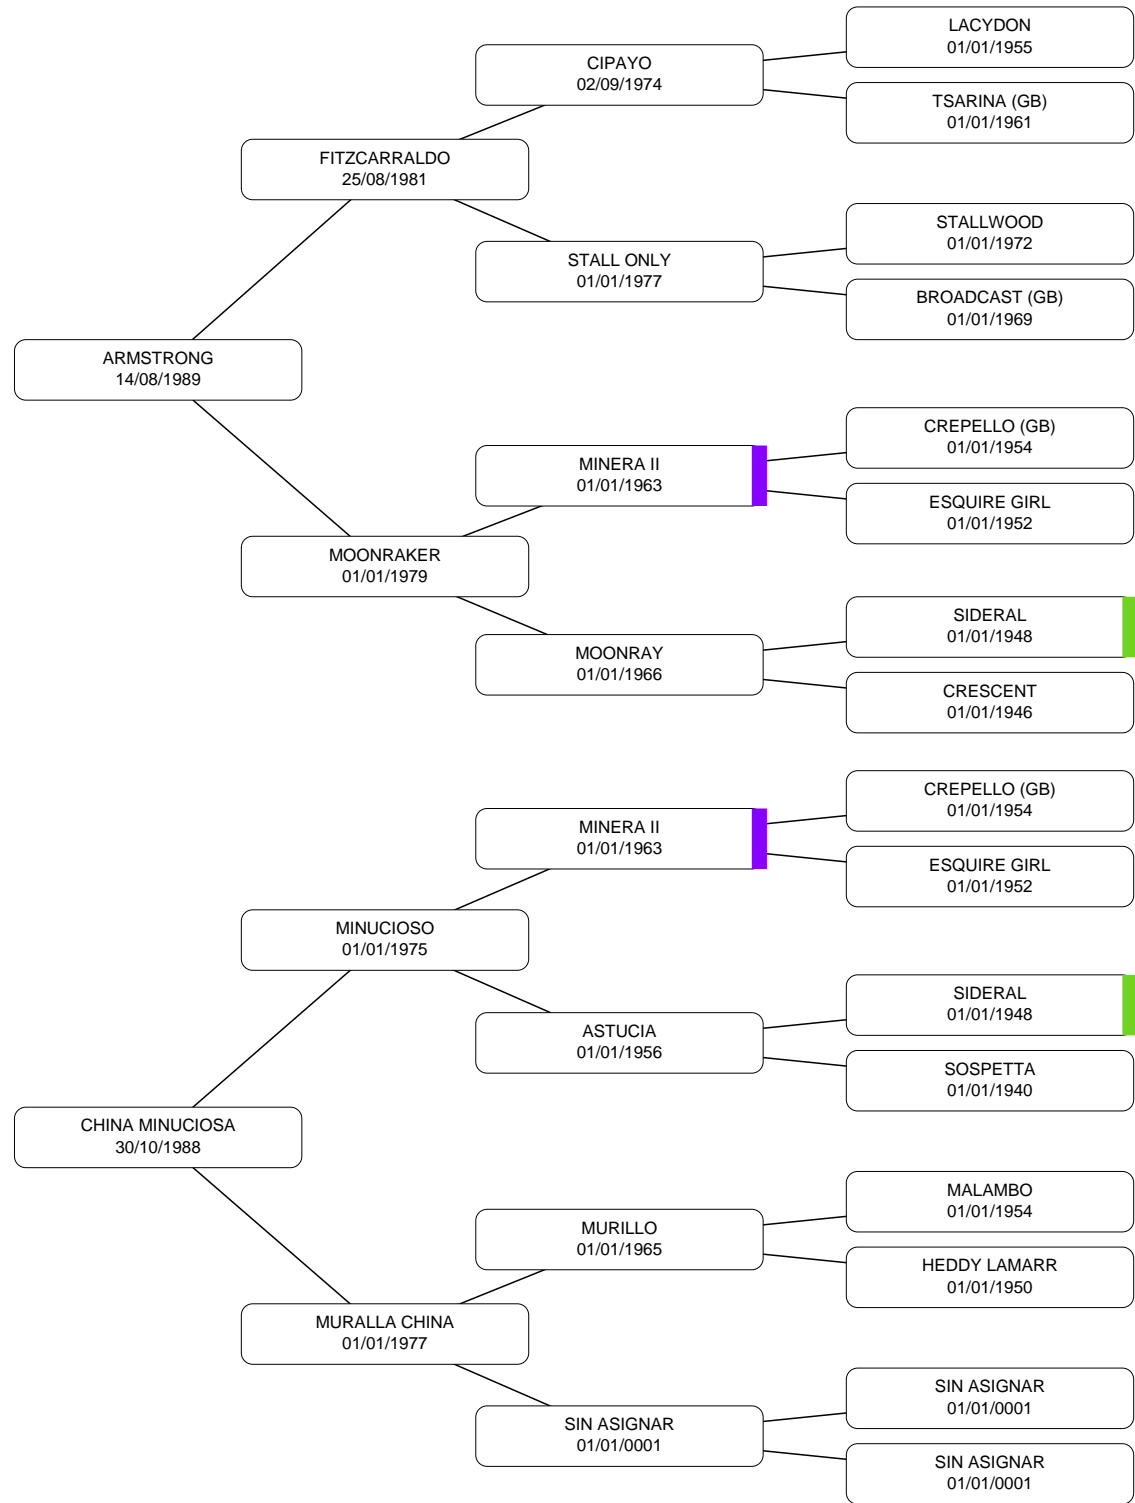 LACYDON
01/01/1955
CIPAYO
02/09/1974
TSARINA (GB)
01/01/1961
FITZCARRALDO
25/08/1981
STALLWOOD
01/01/1972
STALL ONLY
01/01/1977
BROADCAST (GB)
01/01/1969
ARMSTRONG
14/08/1989
CREPELLO (GB)
01/01/1954
MINERA II
01/01/1963
ESQUIRE GIRL
01/01/1952
MOONRAKER
01/01/1979
SIDERAL
01/01/1948
MOONRAY
01/01/1966
CRESCENT
01/01/1946
CREPELLO (GB)
01/01/1954
MINERA II
01/01/1963
ESQUIRE GIRL
01/01/1952
MINUCIOSO
01/01/1975
SIDERAL
01/01/1948
ASTUCIA
01/01/1956
SOSPETTA
01/01/1940
CHINA MINUCIOSA
30/10/1988
MALAMBO
01/01/1954
MURILLO
01/01/1965
HEDDY LAMARR
01/01/1950
MURALLA CHINA
01/01/1977
SIN ASIGNAR
01/01/0001
SIN ASIGNAR
01/01/0001
SIN ASIGNAR
01/01/0001